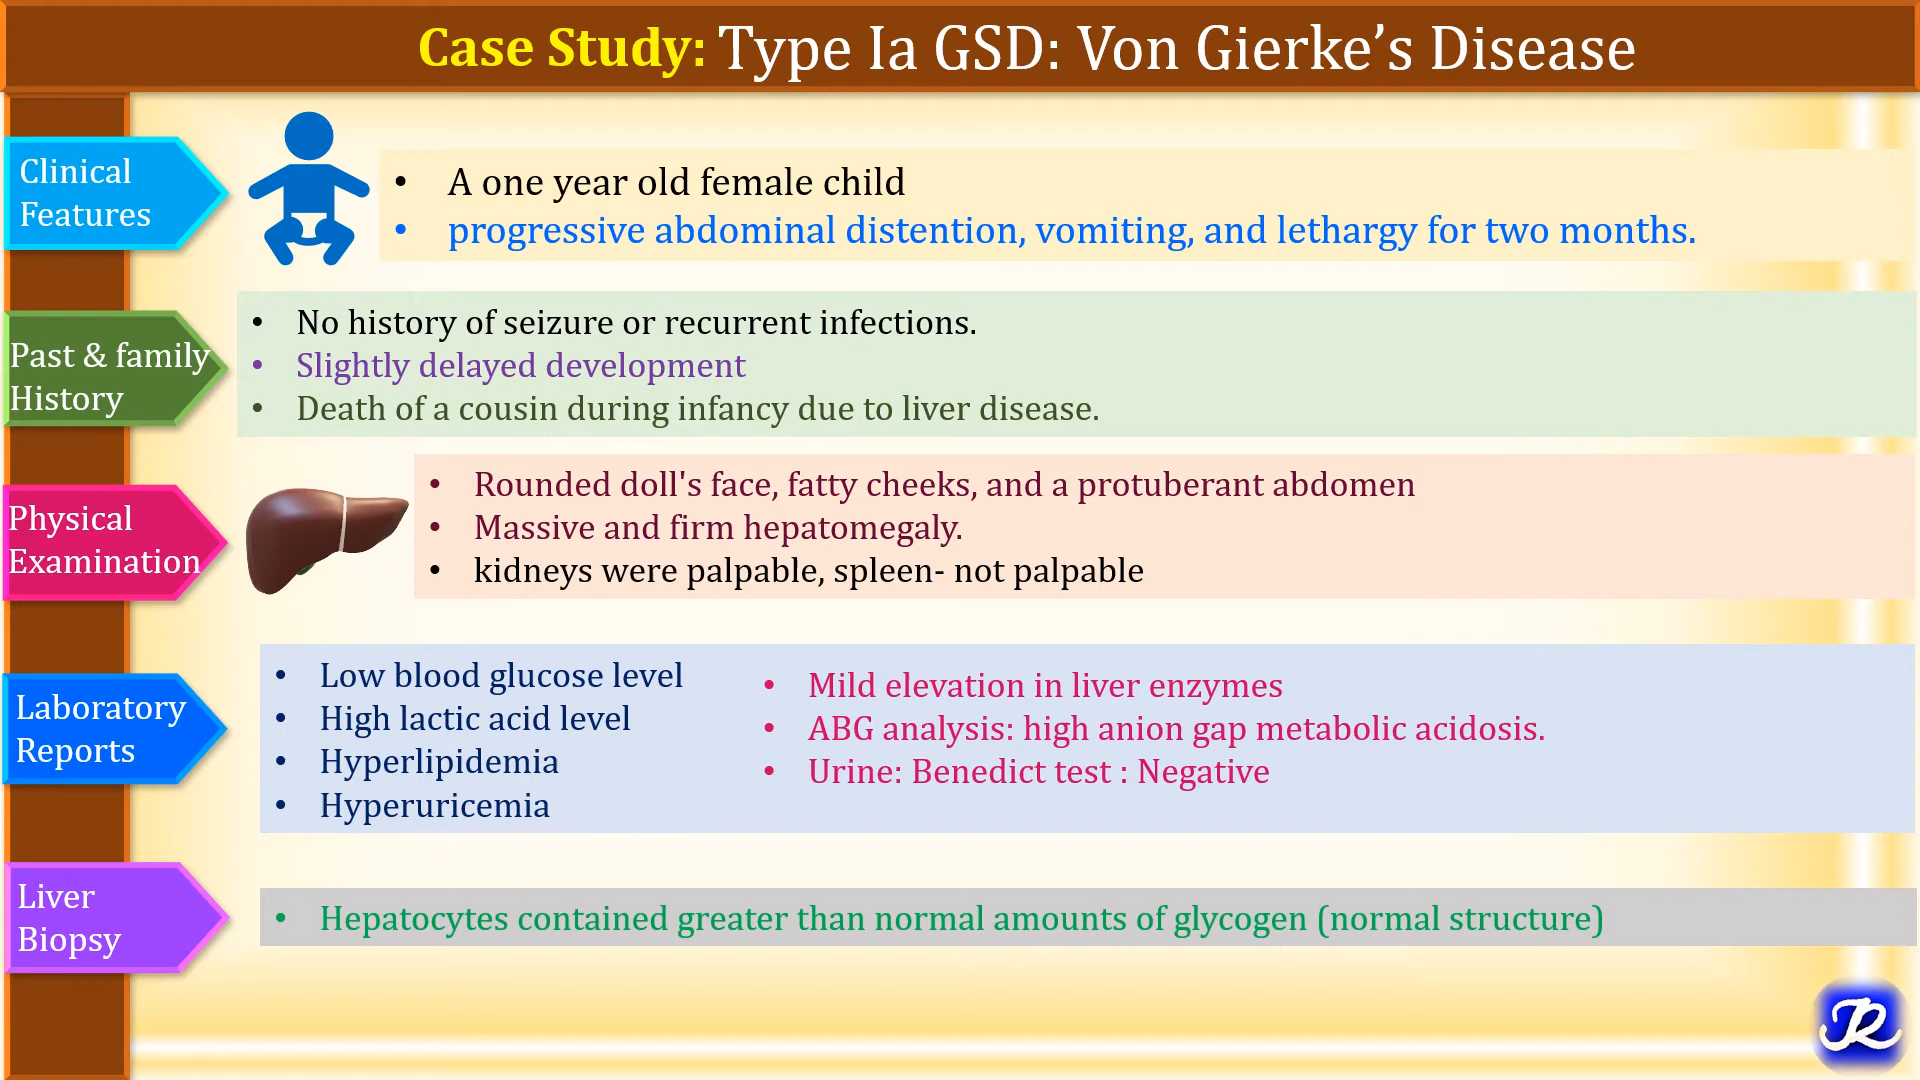 Case Study: Type Ia GSD: Von Gierke’s Disease
Clinical
Features
• A one year old female child
• progressive abdominal distention, vomiting, and lethargy for two months.
Past & family
History
• No history of seizure or recurrent infections.
• Slightly delayed development
• Death of a cousin during infancy due to liver disease.
Physical
Examination
• Rounded doll's face, fatty cheeks, and a protuberant abdomen
• Massive and firm hepatomegaly.
• kidneys were palpable, spleen- not palpable
Laboratory
Reports
• Low blood glucose level
• High lactic acid level
• Hyperlipidemia
• Hyperuricemia
• Mild elevation in liver enzymes
• ABG analysis: high anion gap metabolic acidosis.
• Urine: Benedict test : Negative
Liver
Biopsy
• Hepatocytes contained greater than normal amounts of glycogen (normal structure)
JR